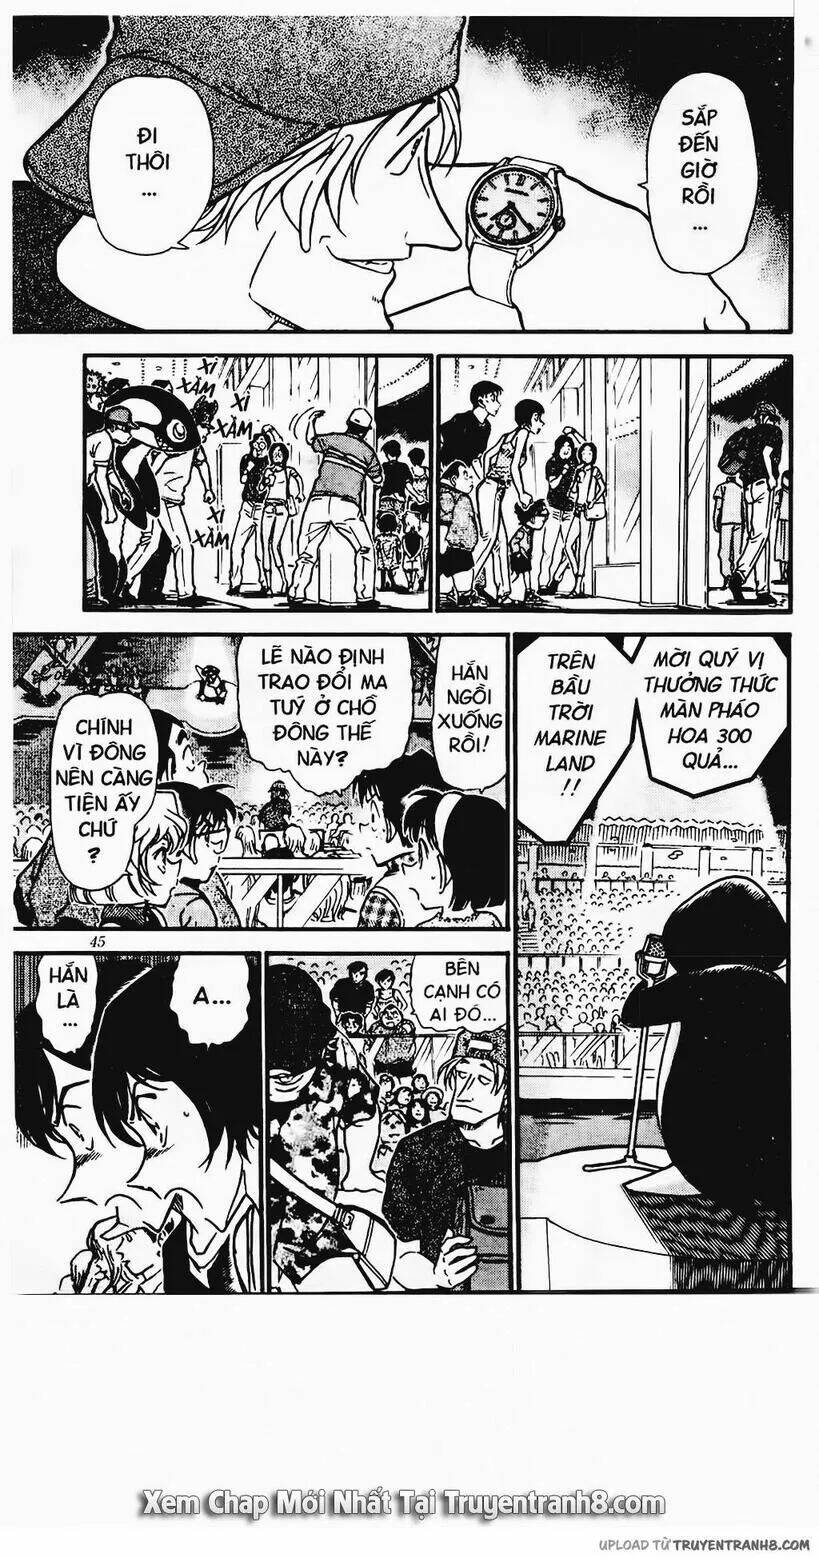 SẮP
ĐẾN
GIỜ
RỒI
...
ĐI
THÔI
...
XÌ
XẦM
XÌ
XẦM
XÌ
XẦM
MỜI QUÝ VỊ
THƯỞNG THỨC
MÀN PHÁO
HOA 300
QUẢ...
TRÊN
BẦU
TRỜI
MARINE
LAND
!!
HẮN
NGỒI
XUỐNG
RỒI!
LẼ NÀO ĐỊNH
TRAO ĐỔI MA
TUÝ Ở CHỖ
ĐÔNG THẾ
NÀY?
CHÍNH
VÌ ĐÔNG
NÊN CÀNG
TIỆN ẤY
CHỨ
?
45
BÊN
CẠNH CÓ
AI ĐÓ...
A...
HẮN
LÀ
...
Xem Chap Mới Nhất Tại Truyentranh8.com
UPLOAD TỪ TRUYENTRANH8.COM